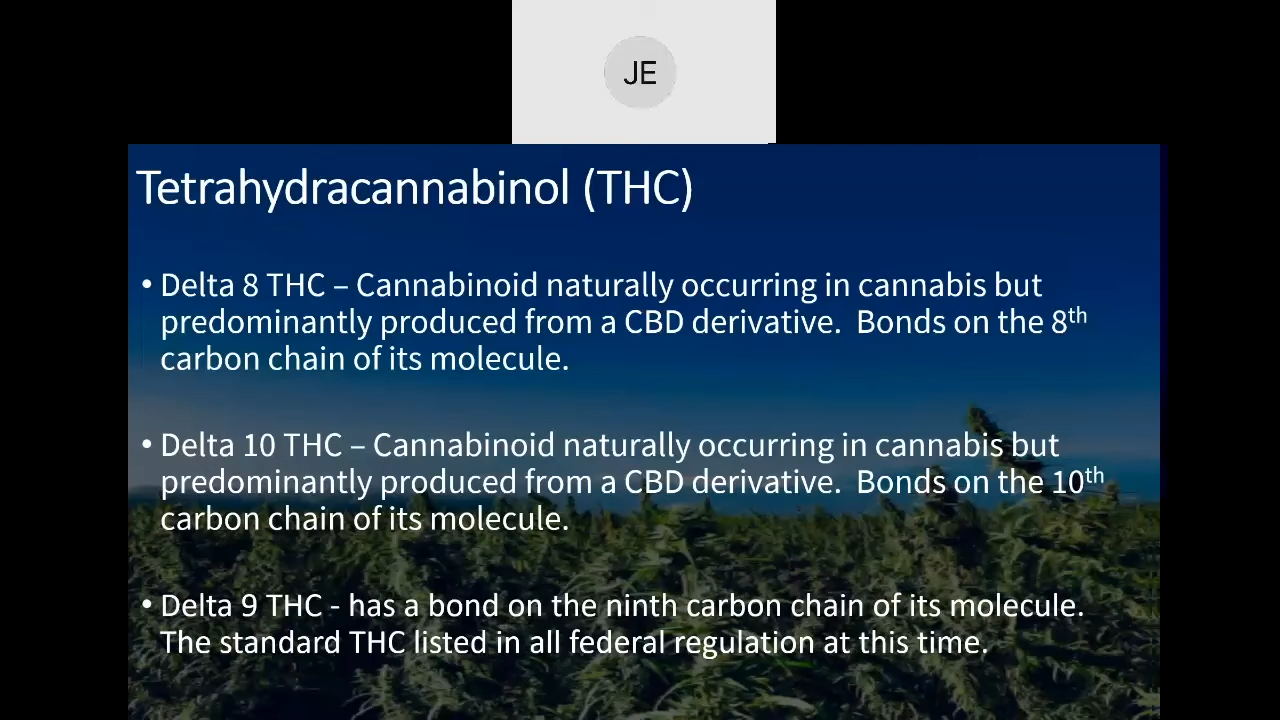 JE
Tetrahydracannabinol (THC)
• Delta 8 THC – Cannabinoid naturally occurring in cannabis but
predominantly produced from a CBD derivative.  Bonds on the 8th
carbon chain of its molecule.
• Delta 10 THC – Cannabinoid naturally occurring in cannabis but
predominantly produced from a CBD derivative.  Bonds on the 10th
carbon chain of its molecule.
• Delta 9 THC - has a bond on the ninth carbon chain of its molecule.
The standard THC listed in all federal regulation at this time.